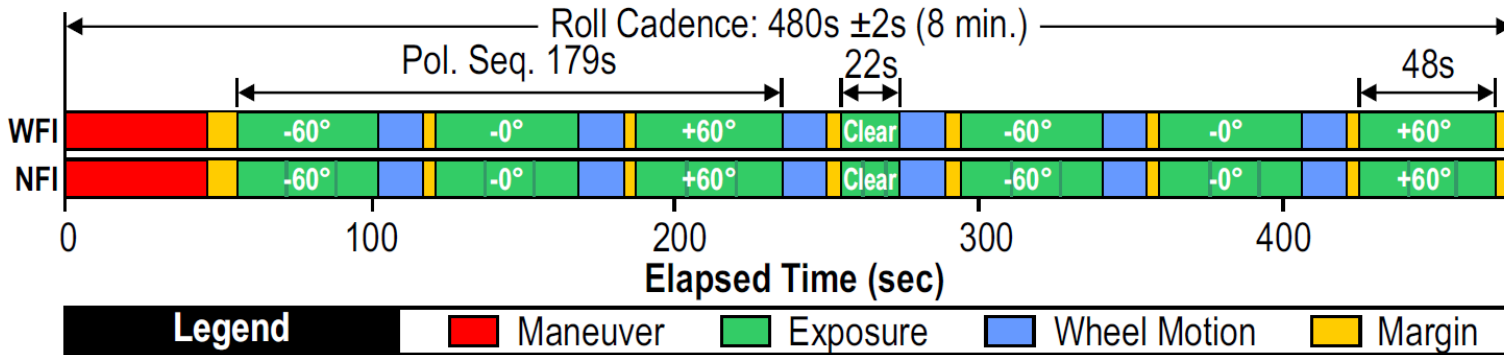 Roll Cadence: 480s ±2s (8 min.)
Pol. Seq. 179s 22s 48s
WFI -60° -0° +60° Clear -60° -0° +60°
NFI -60° -0° +60° Clear -60° -0° +60°
0 100 200 300 400
Elapsed Time (sec)
Legend Maneuver Exposure Wheel Motion Margin